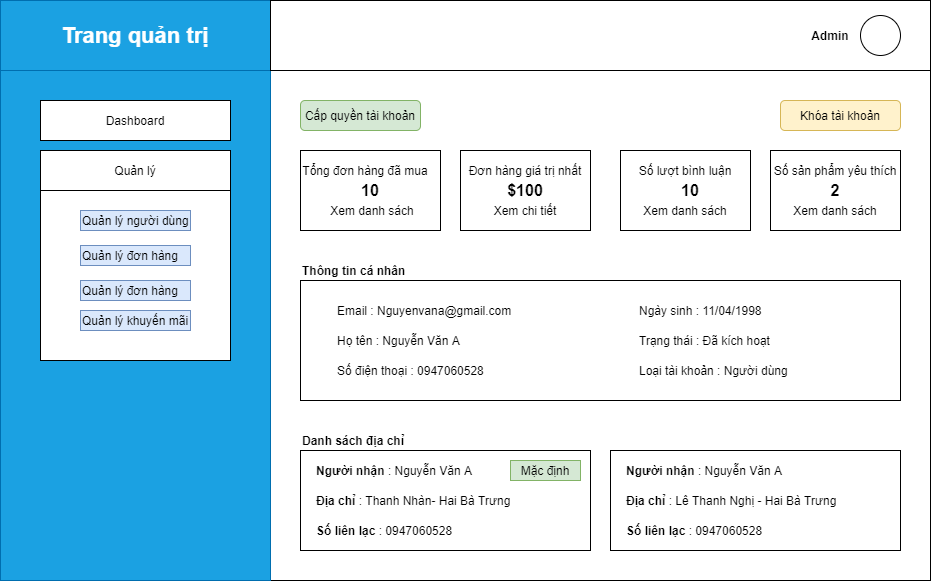 Trang quản trị
Admin
Dashboard
Quản lý
Quản lý người dùng
Quản lý đơn hàng
Quản lý đơn hàng
Quản lý khuyến mãi
Cấp quyền tài khoản
Khóa tài khoản
Tổng đơn hàng đã mua
10
Xem danh sách
Đơn hàng giá trị nhất
$100
Xem chi tiết
Số lượt bình luận
10
Xem danh sách
Số sản phẩm yêu thích
2
Xem danh sách
Thông tin cá nhân
Email : Nguyenvana@gmail.com
Ngày sinh : 11/04/1998
Họ tên : Nguyễn Văn A
Trạng thái : Đã kích hoạt
Số điện thoại : 0947060528
Loại tài khoản : Người dùng
Danh sách địa chỉ
Người nhận : Nguyễn Văn A
Mặc định
Địa chỉ : Thanh Nhàn- Hai Bà Trưng
Số liên lạc : 0947060528
Người nhận : Nguyễn Văn A
Địa chỉ : Lê Thanh Nghị - Hai Bà Trưng
Số liên lạc : 0947060528